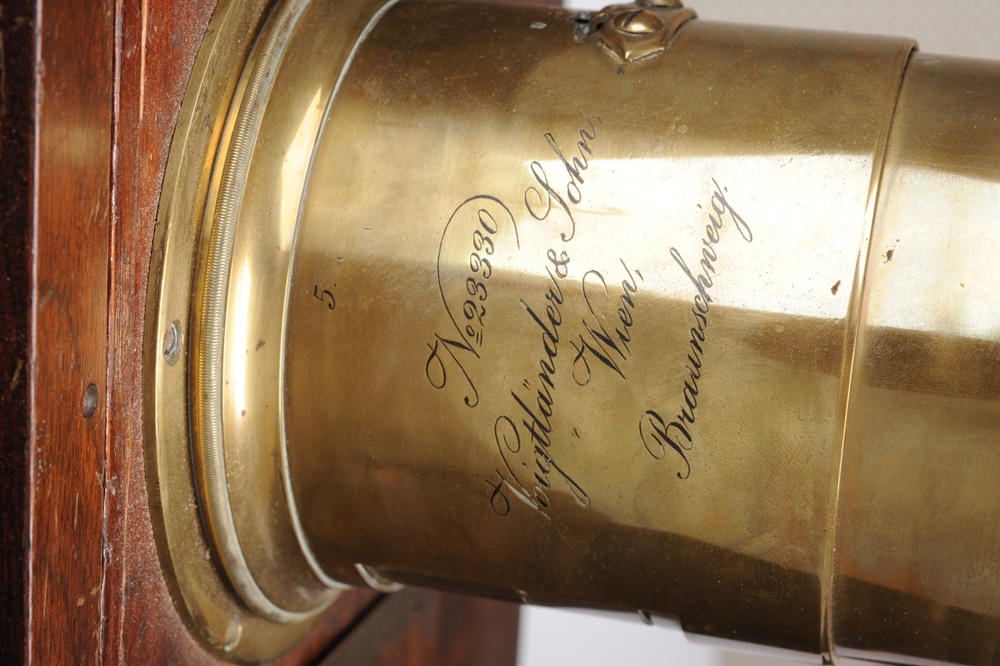 5.
No 23330
Voigtländer & Sohn,
Wien,
Braunschweig.